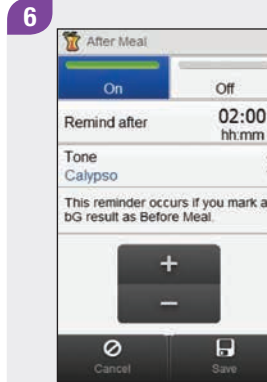 6
After Meal
On Off
Remind after 02:00
hh:mm
Tone
Calypso
This reminder occurs if you mark a
bG result as Before Meal.
+
−
Cancel Save